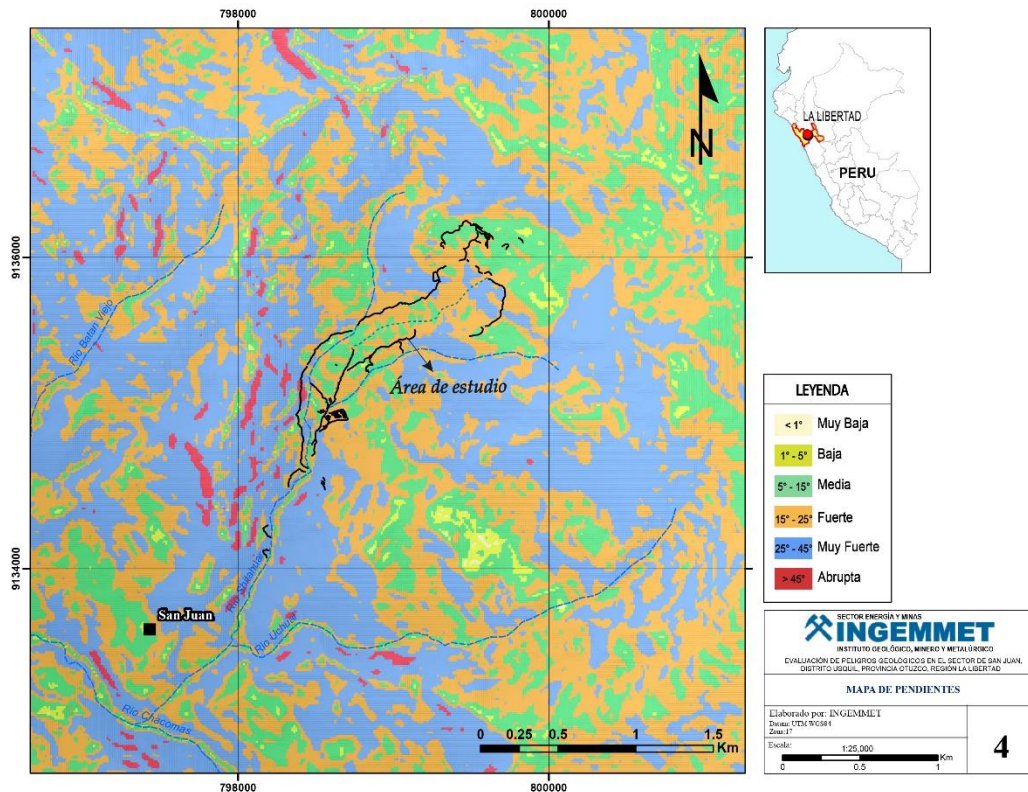 798000
800000
9136000
9134000
798000
800000
N
Río Batan Viejo
Área de estudio
San Juan
Río Chacomas
0 0.25 0.5 1 1.5
Km
LA LIBERTAD
PERU
LEYENDA
< 1° Muy Baja
1° - 5° Baja
5° - 15° Media
15° - 25° Fuerte
25° - 45° Muy Fuerte
> 45° Abrupta
SECTOR ENERGÍA Y MINAS
INGEMMET
INSTITUTO GEOLÓGICO, MINERO Y METALÚRGICO
EVALUACIÓN DE PELIGROS GEOLÓGICOS EN EL SECTOR DE SAN JUAN,
DISTRITO USQUIL, PROVINCIA OTUZCO, REGIÓN LA LIBERTAD
MAPA DE PENDIENTES
Elaborado por: INGEMMET
Datum: UTM WGS84
Zona:17
Escala:
1:25,000
0 0.5 1
Km
4